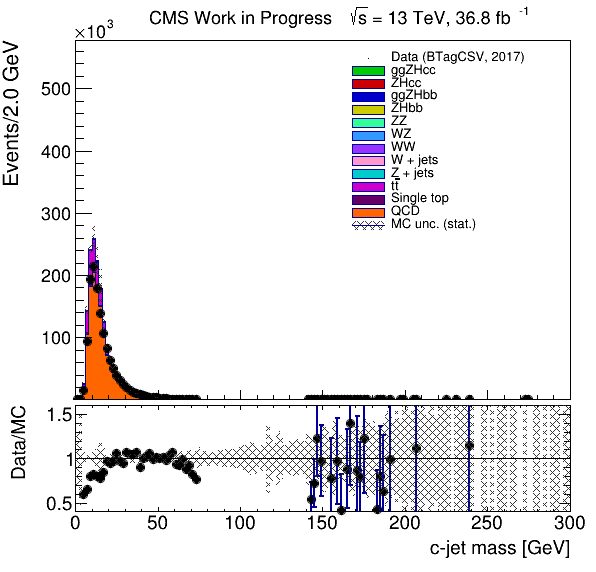 CMS Work in Progress √s = 13 TeV, 36.8 fb⁻¹
×10³
Events/2.0 GeV
500
400
300
200
100
Data (BTagCSV, 2017)
ggZHcc
ZHcc
ggZHbb
ZHbb
ZZ
WZ
WW
W + jets
Z + jets
tt̅
Single top
QCD
MC unc. (stat.)
Data/MC
1.5
1
0.5
0 50 100 150 200 250 300
c-jet mass [GeV]